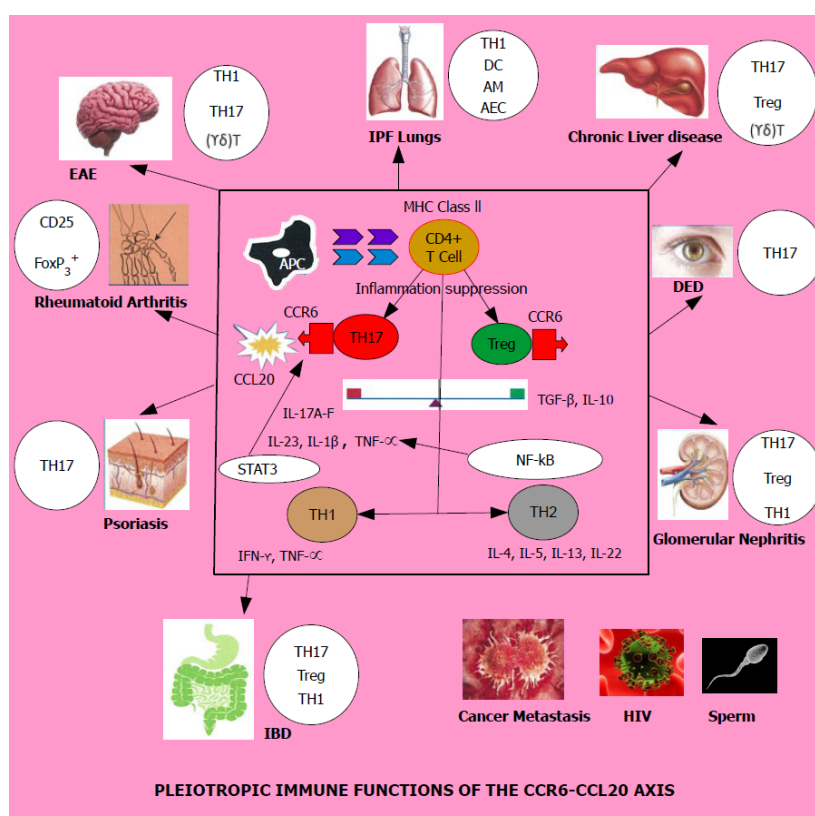 TH1
DC
AM
AEC
IPF Lungs
TH1
TH17
(ϒδ)T
EAE
TH17
Treg
(ϒδ)T
Chronic Liver disease
CD25
FoxP3+
Rheumatoid Arthritis
MHC Class ll
APC
CD4+
T Cell
Inflammation suppression
CCR6
TH17
CCL20
CCR6
Treg
TH17
DED
IL-17A-F
TGF-β, IL-10
IL-23, IL-1β , TNF-∝
STAT3
NF-kB
TH1
TH2
IFN-ϒ, TNF-∝
IL-4, IL-5, IL-13, IL-22
TH17
Psoriasis
TH17
Treg
TH1
Glomerular Nephritis
TH17
Treg
TH1
IBD
Cancer Metastasis
HIV
Sperm
PLEIOTROPIC IMMUNE FUNCTIONS OF THE CCR6-CCL20 AXIS